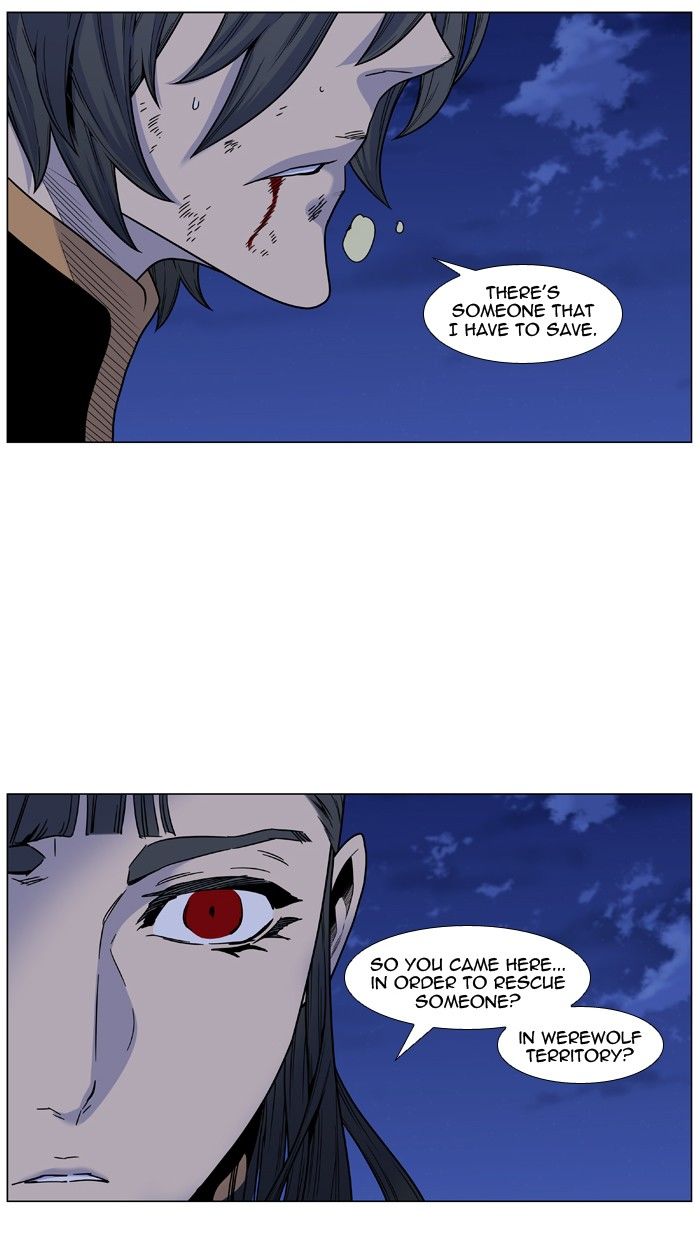 THERE'S
SOMEONE THAT
I HAVE TO SAVE.
SO YOU CAME HERE...
IN ORDER TO RESCUE
SOMEONE?
IN WEREWOLF
TERRITORY?